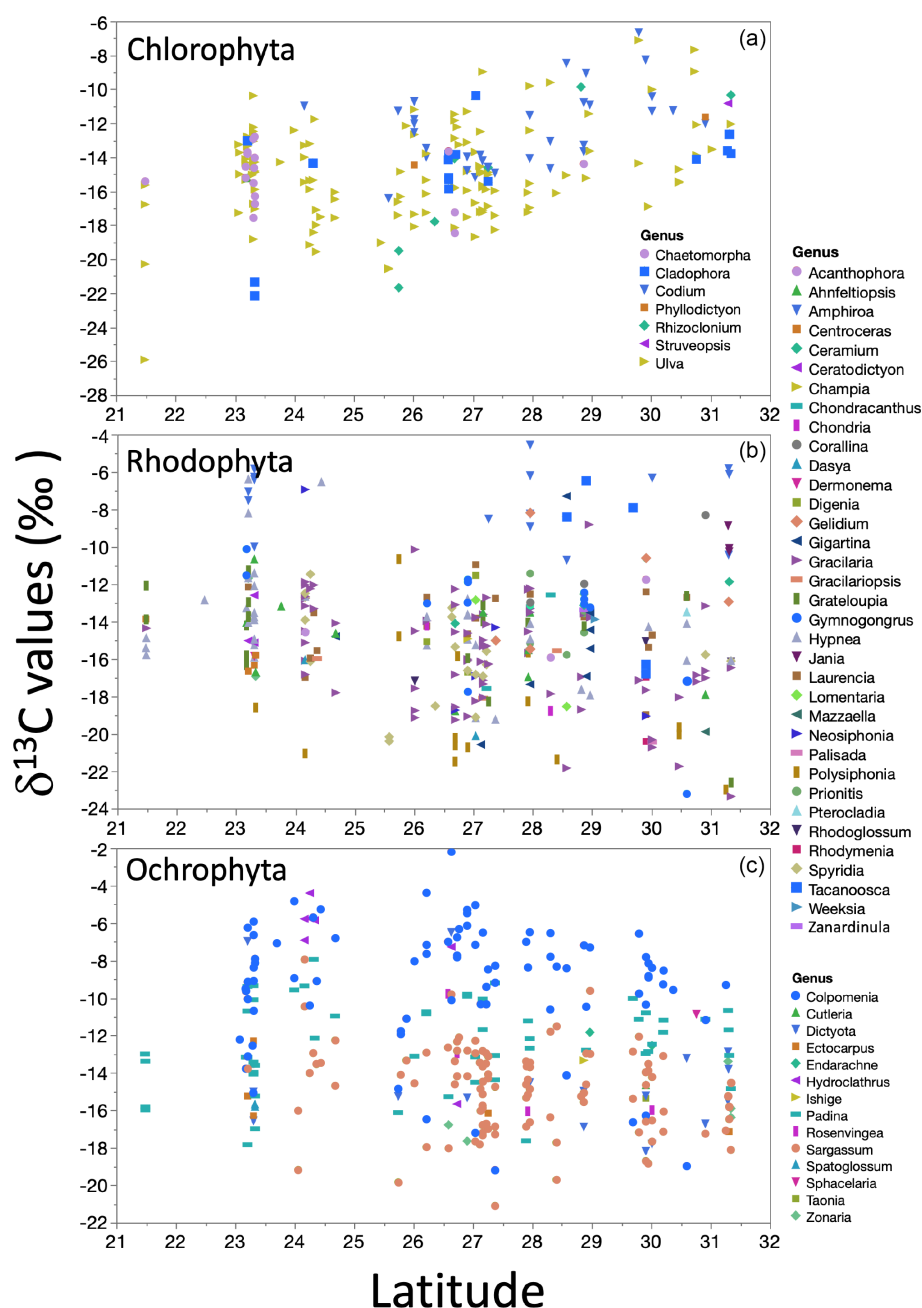 Chlorophyta
(a)
-6
-8
-10
-12
-14
-16
-18
-20
-22
-24
-26
-28
21 22 23 24 25 26 27 28 29 30 31 32
Genus
Chaetomorpha
Cladophora
Codium
Phyllodictyon
Rhizoclonium
Struveopsis
Ulva
Rhodophyta
(b)
-4
-6
-8
-10
-12
-14
-16
-18
-20
-22
-24
21 22 23 24 25 26 27 28 29 30 31 32
Genus
Acanthophora
Ahnfeltiopsis
Amphiroa
Centroceras
Ceramium
Ceratodictyon
Champia
Chondracanthus
Chondria
Corallina
Dasya
Dermonema
Digenia
Gelidium
Gigartina
Gracilaria
Gracilariopsis
Grateloupia
Gymnogongrus
Hypnea
Jania
Laurencia
Lomentaria
Mazzaella
Neosiphonia
Palisada
Polysiphonia
Prionitis
Pterocladia
Rhodoglossum
Rhodymenia
Spyridia
Tacanoosca
Weeksia
Zanardinula
Ochrophyta
(c)
-2
-4
-6
-8
-10
-12
-14
-16
-18
-20
-22
21 22 23 24 25 26 27 28 29 30 31 32
Genus
Colpomenia
Cutleria
Dictyota
Ectocarpus
Endarachne
Hydroclathrus
Ishige
Padina
Rosenvingea
Sargassum
Spatoglossum
Sphacelaria
Taonia
Zonaria
δ13C values (‰)
Latitude